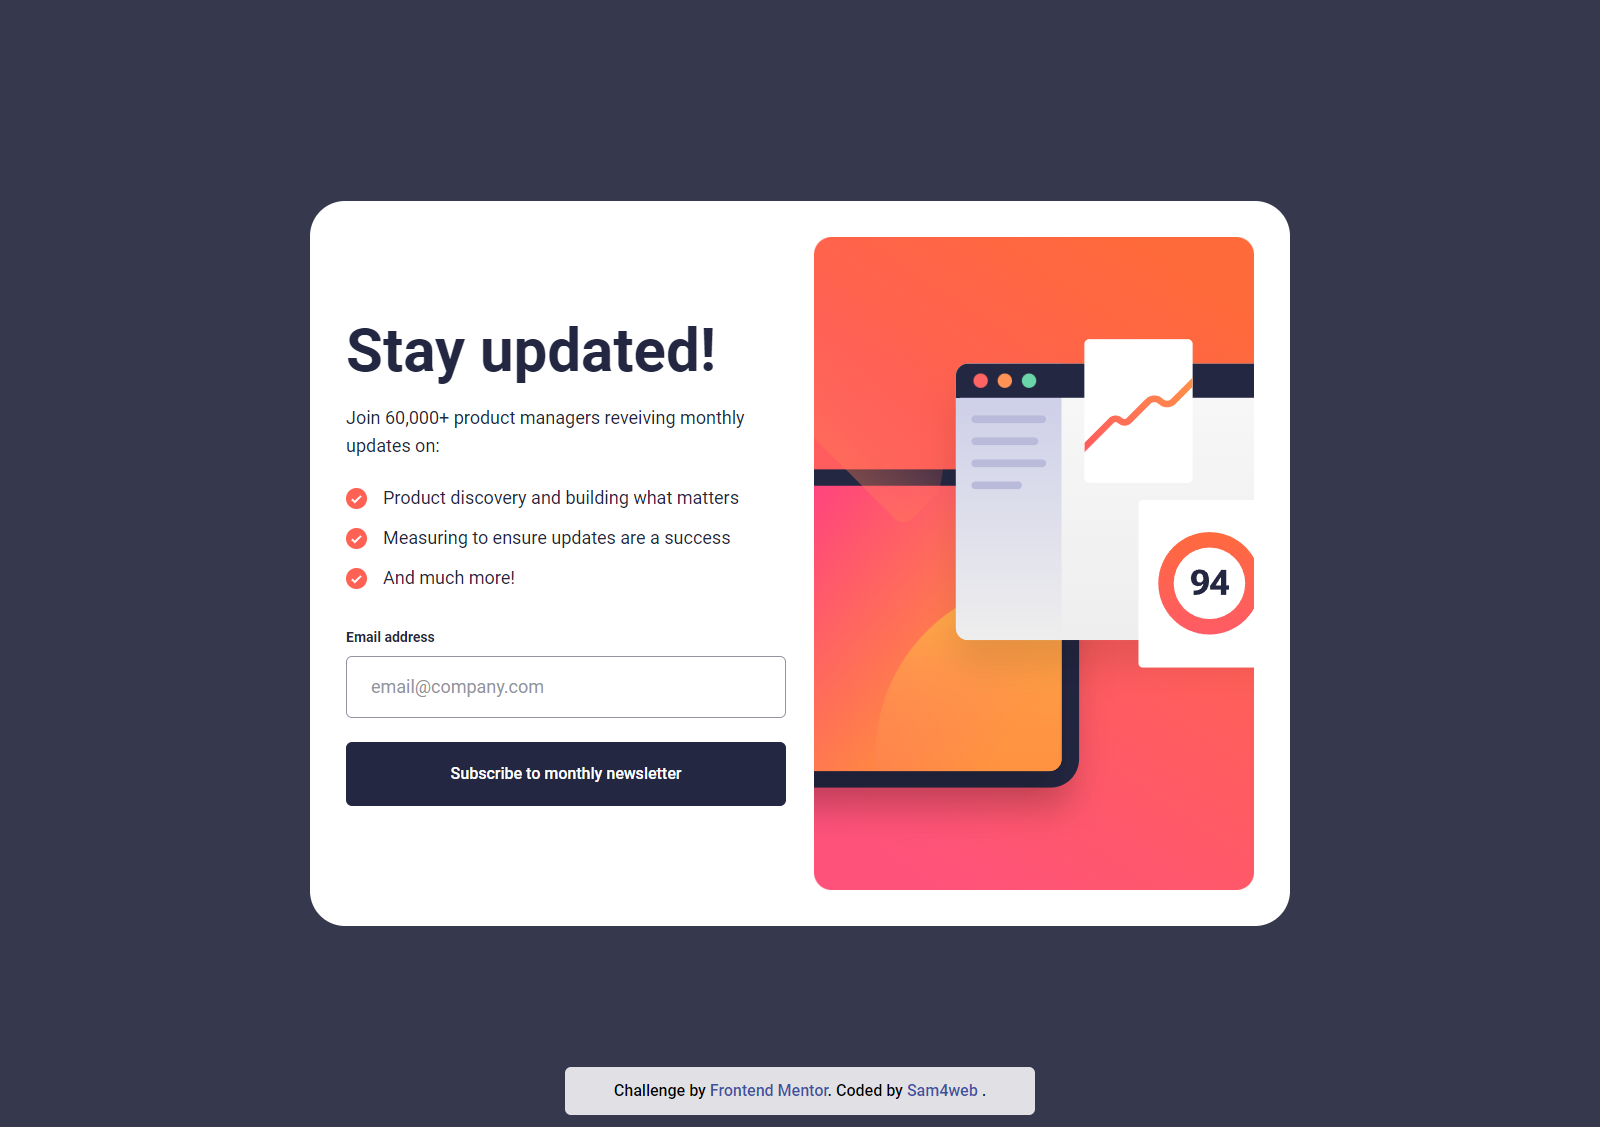 Stay updated!
Join 60,000+ product managers reveiving monthly
updates on:
Product discovery and building what matters
Measuring to ensure updates are a success
And much more!
Email address
email@company.com
Subscribe to monthly newsletter
94
Challenge by Frontend Mentor. Coded by Sam4web .